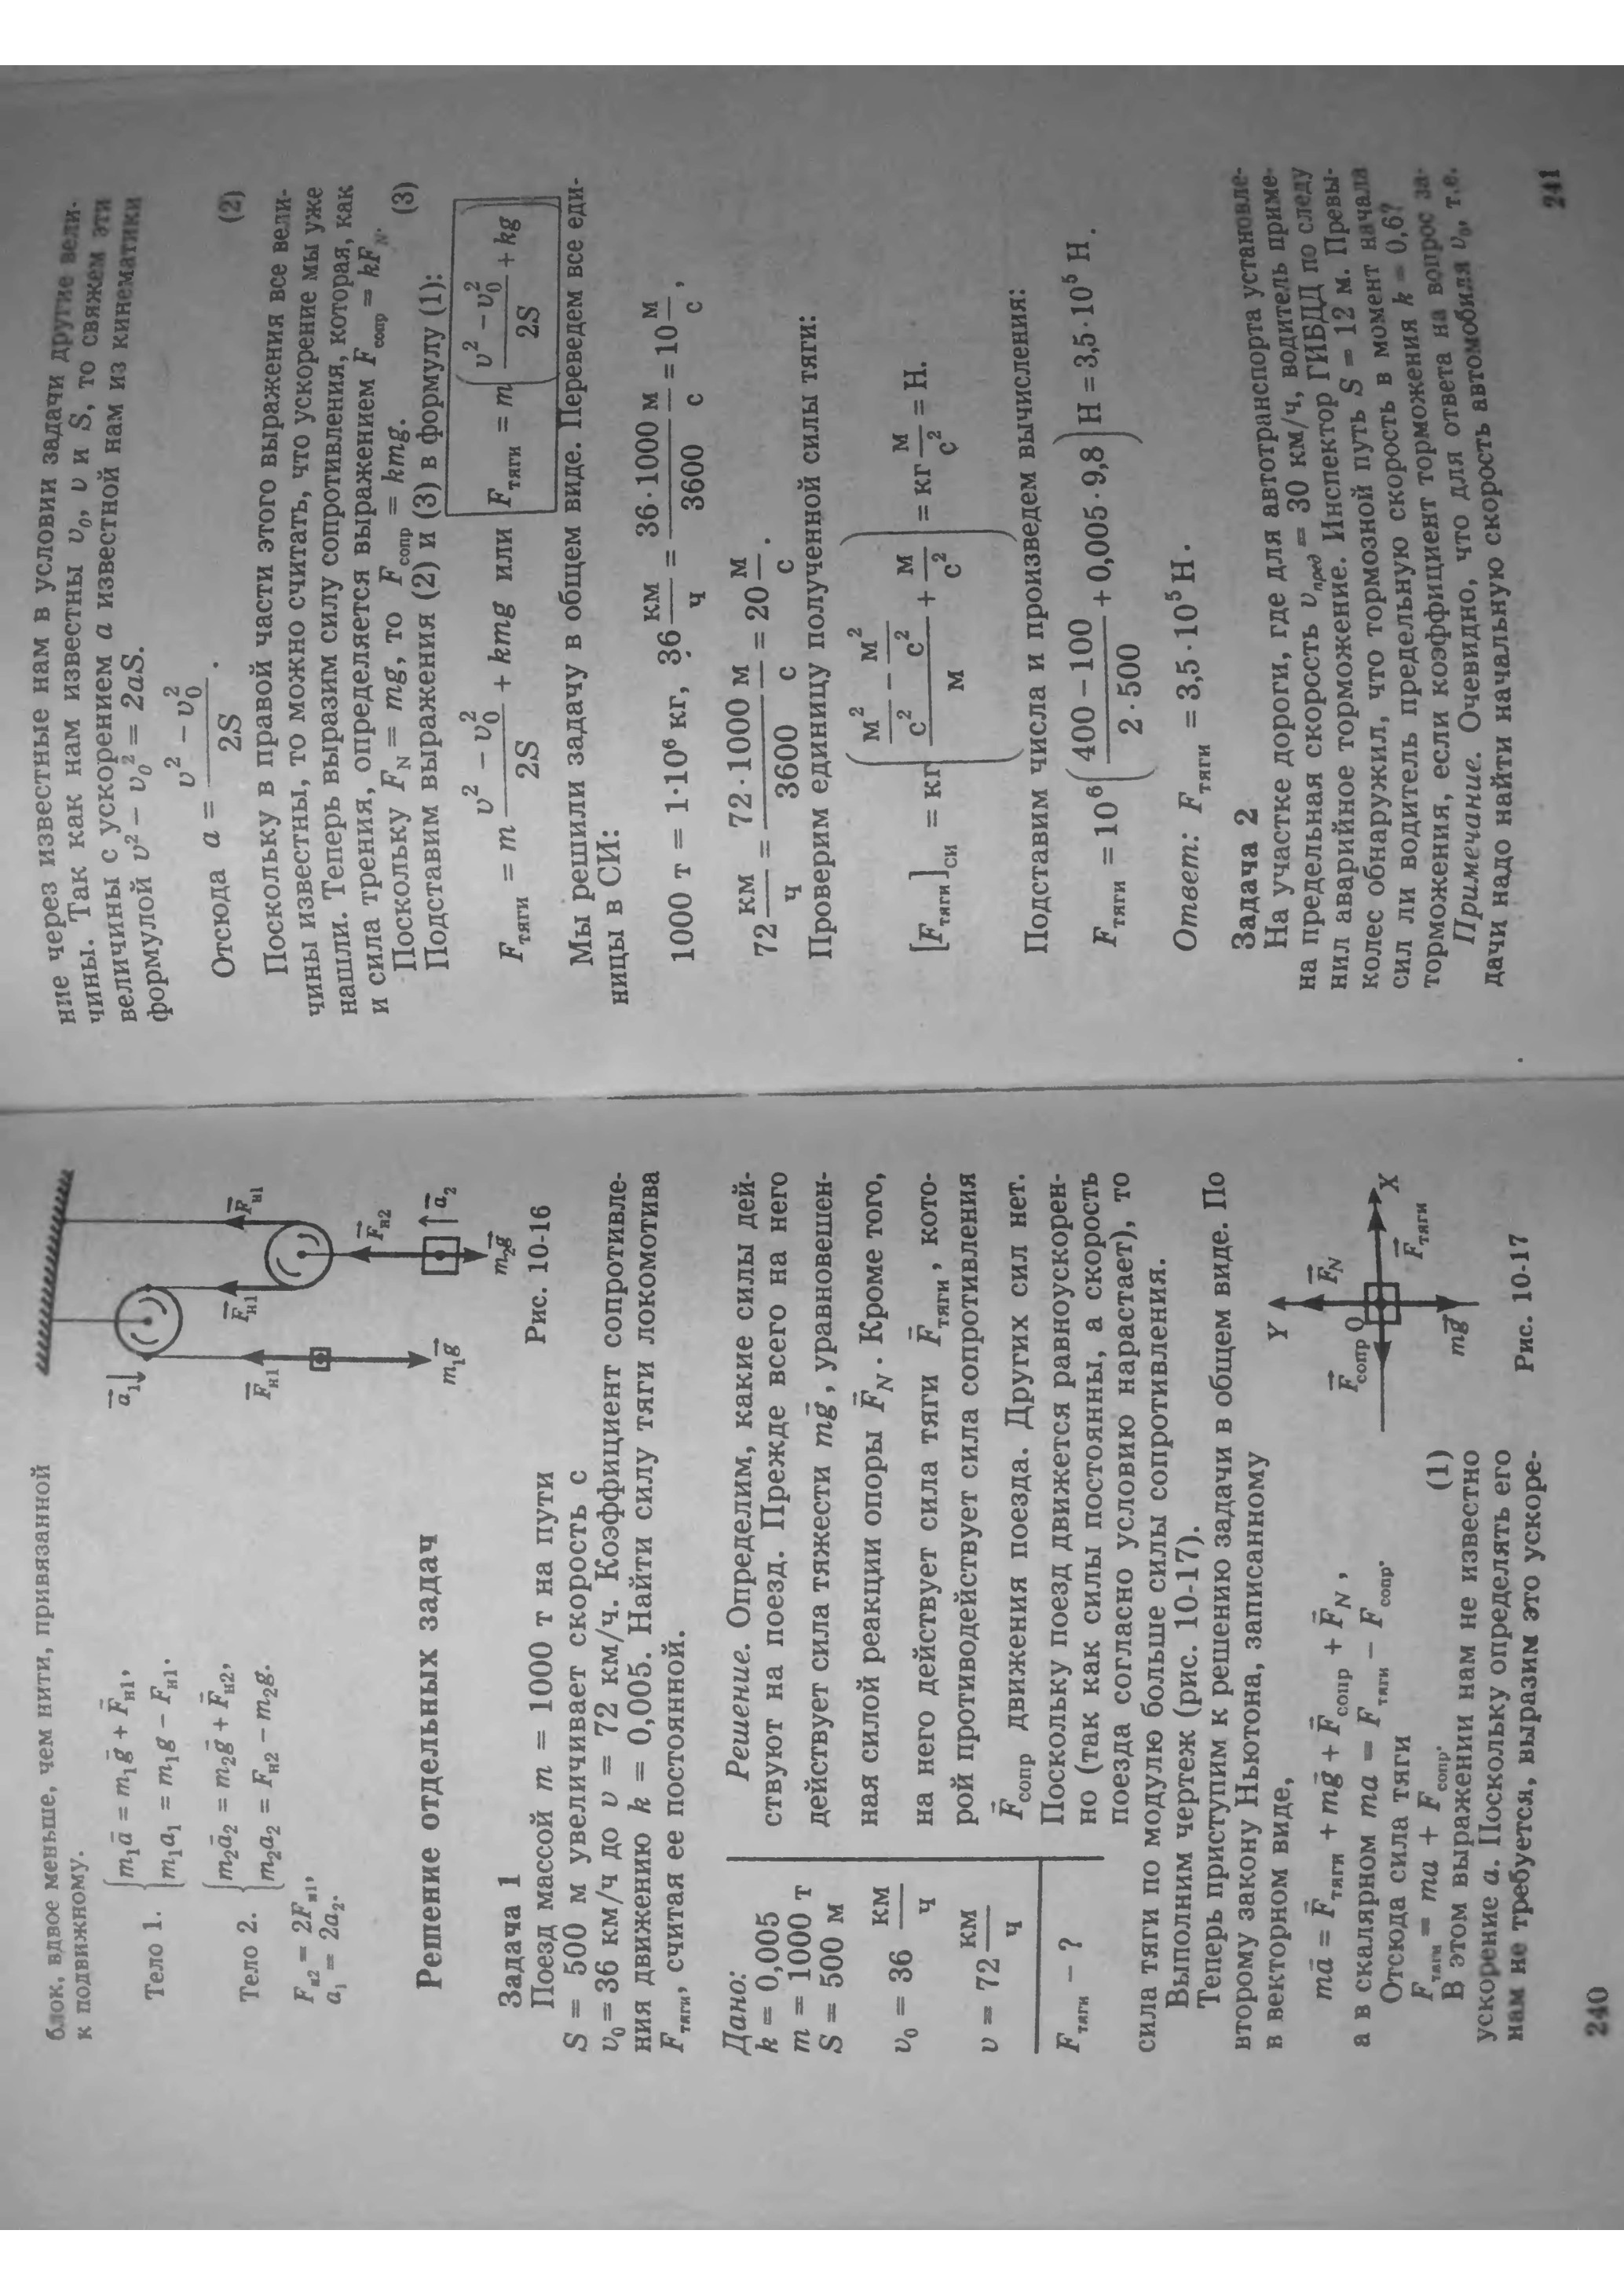 блок, вдвое меньше, чем нити, привязанной
к подвижному.
Тело 1. { m₁a⃗ = m₁g⃗ + F⃗н1,
m₁a₁ = m₁g – Fн1.
Тело 2. { m₂a⃗₂ = m₂g⃗ + F⃗н2,
m₂a₂ = Fн2 – m₂g.
Fн2 = 2Fн1,
a₁ = 2a₂.
a⃗₁
F⃗н1
F⃗н1
F⃗н1
F⃗н2
a⃗₂
m₁g⃗
m₂g⃗
Рис. 10-16
Решение отдельных задач
Задача 1
Поезд массой m = 1000 т на пути
S = 500 м увеличивает скорость с
v₀ = 36 км/ч до v = 72 км/ч. Коэффициент сопротивле-
ния движению k = 0,005. Найти силу тяги локомотива
Fтяги, считая ее постоянной.
Дано:
k = 0,005
m = 1000 т
S = 500 м
v₀ = 36 км/ч
v = 72 км/ч
Fтяги – ?
Решение. Определим, какие силы дей-
ствуют на поезд. Прежде всего на него
действует сила тяжести mg⃗, уравновешен-
ная силой реакции опоры F⃗N. Кроме того,
на него действует сила тяги F⃗тяги, кото-
рой противодействует сила сопротивления
F⃗сопр движения поезда. Других сил нет.
Поскольку поезд движется равноускорен-
но (так как силы постоянны, а скорость
поезда согласно условию нарастает), то
сила тяги по модулю больше силы сопротивления.
Выполним чертеж (рис. 10-17).
Теперь приступим к решению задачи в общем виде. По
второму закону Ньютона, записанному
в векторном виде,
ma⃗ = F⃗тяги + mg⃗ + F⃗сопр + F⃗N,
а в скалярном ma = Fтяги – Fсопр.
Отсюда сила тяги
Fтяги = ma + Fсопр. (1)
В этом выражении нам не известно
ускорение a. Поскольку определять его
нам не требуется, выразим это ускоре-
Y
F⃗N
F⃗сопр
O
X
F⃗тяги
mg⃗
Рис. 10-17
240
ние через известные нам в условии задачи другие вели-
чины. Так как нам известны v₀, v и S, то свяжем эти
величины с ускорением a известной нам из кинематики
формулой v² – v₀² = 2aS.
Отсюда a = (v² – v₀²)/2S. (2)
Поскольку в правой части этого выражения все вели-
чины известны, то можно считать, что ускорение мы уже
нашли. Теперь выразим силу сопротивления, которая, как
и сила трения, определяется выражением Fсопр = kFN. (3)
Поскольку FN = mg, то Fсопр = kmg.
Подставим выражения (2) и (3) в формулу (1):
Fтяги = m (v² – v₀²)/2S + kmg или Fтяги = m((v² – v₀²)/2S + kg)
Мы решили задачу в общем виде. Переведем все еди-
ницы в СИ:
1000 т = 1·10⁶ кг, 36 км/ч = 36·1000 м/3600 с = 10 м/с,
72 км/ч = 72·1000 м/3600 с = 20 м/с.
Проверим единицу полученной силы тяги:
[Fтяги]СИ = кг((м²/с² – м²/с²)/м + м/с²) = кг м/с² = Н.
Подставим числа и произведем вычисления:
Fтяги = 10⁶((400 – 100)/(2·500) + 0,005·9,8) Н = 3,5·10⁵ Н.
Ответ: Fтяги = 3,5·10⁵ Н.
Задача 2
На участке дороги, где для автотранспорта установле-
на предельная скорость vпред = 30 км/ч, водитель приме-
нил аварийное торможение. Инспектор ГИБДД по следу
колес обнаружил, что тормозной путь S = 12 м. Превы-
сил ли водитель предельную скорость в момент начала
торможения, если коэффициент торможения k = 0,6?
Примечание. Очевидно, что для ответа на вопрос за-
дачи надо найти начальную скорость автомобиля v₀, т.е.
241